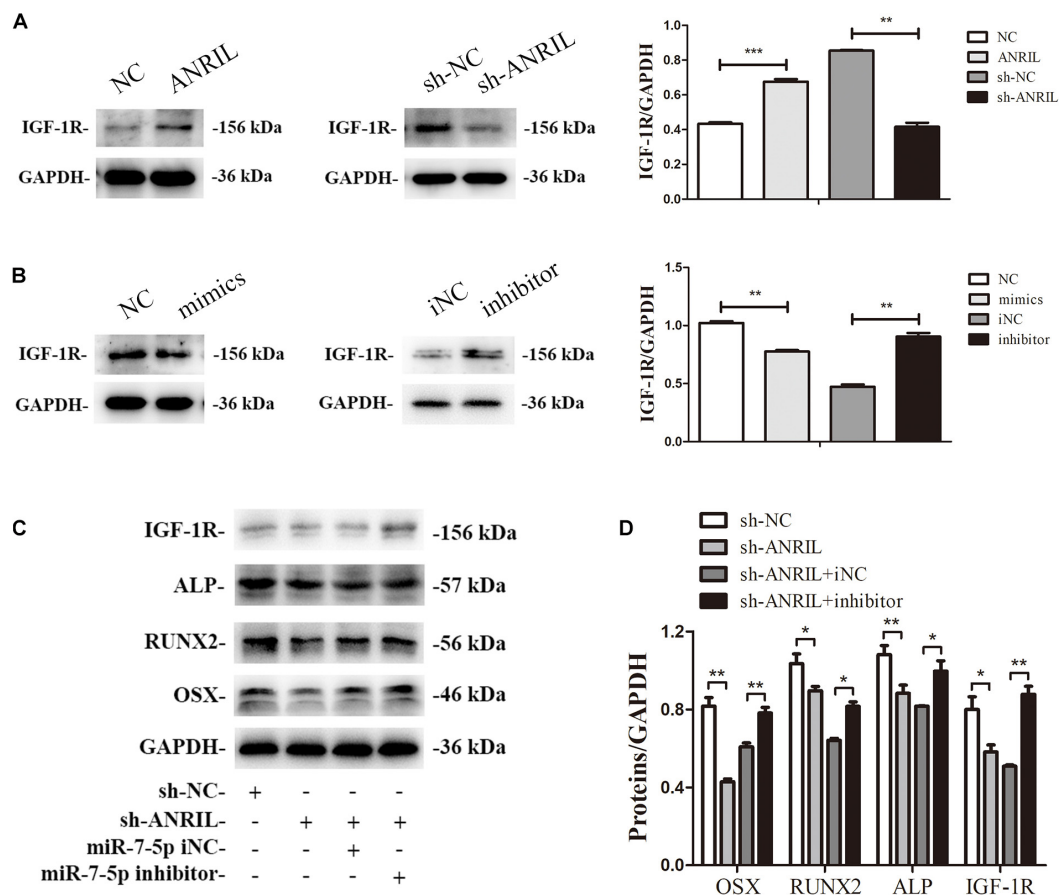 A
NC ANRIL
IGF-1R- -156 kDa
GAPDH- -36 kDa
sh-NC sh-ANRIL
IGF-1R- -156 kDa
GAPDH- -36 kDa
IGF-1R/GAPDH
1.0
0.8
0.6
0.4
0.2
0.0
*** **
NC
ANRIL
sh-NC
sh-ANRIL
B
NC mimics
IGF-1R- -156 kDa
GAPDH- -36 kDa
iNC inhibitor
IGF-1R- -156 kDa
GAPDH- -36 kDa
IGF-1R/GAPDH
1.5
1.0
0.5
0.0
** **
NC
mimics
iNC
inhibitor
C
IGF-1R- -156 kDa
ALP- -57 kDa
RUNX2- -56 kDa
OSX- -46 kDa
GAPDH- -36 kDa
sh-NC- + - - -
sh-ANRIL- - + + +
miR-7-5p iNC- - - + -
miR-7-5p inhibitor- - - - +
D
sh-NC
sh-ANRIL
sh-ANRIL+iNC
sh-ANRIL+inhibitor
Proteins/GAPDH
1.2
0.8
0.4
0.0
** ** * * ** * * **
OSX RUNX2 ALP IGF-1R